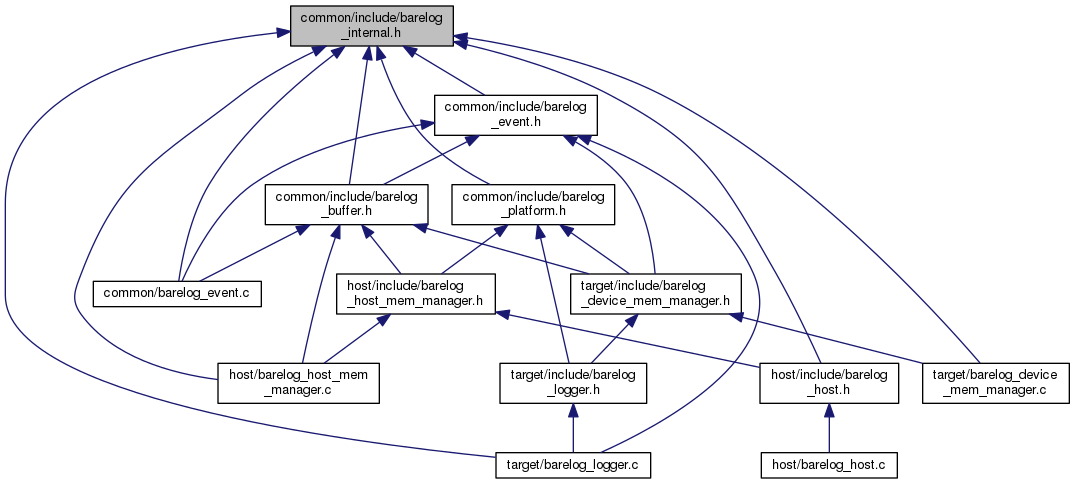 common/include/barelog
_internal.h
common/include/barelog
_event.h
common/include/barelog
_buffer.h
common/include/barelog
_platform.h
common/barelog_event.c
host/include/barelog
_host_mem_manager.h
target/include/barelog
_device_mem_manager.h
host/barelog_host_mem
_manager.c
target/include/barelog
_logger.h
host/include/barelog
_host.h
target/barelog_device
_mem_manager.c
target/barelog_logger.c
host/barelog_host.c